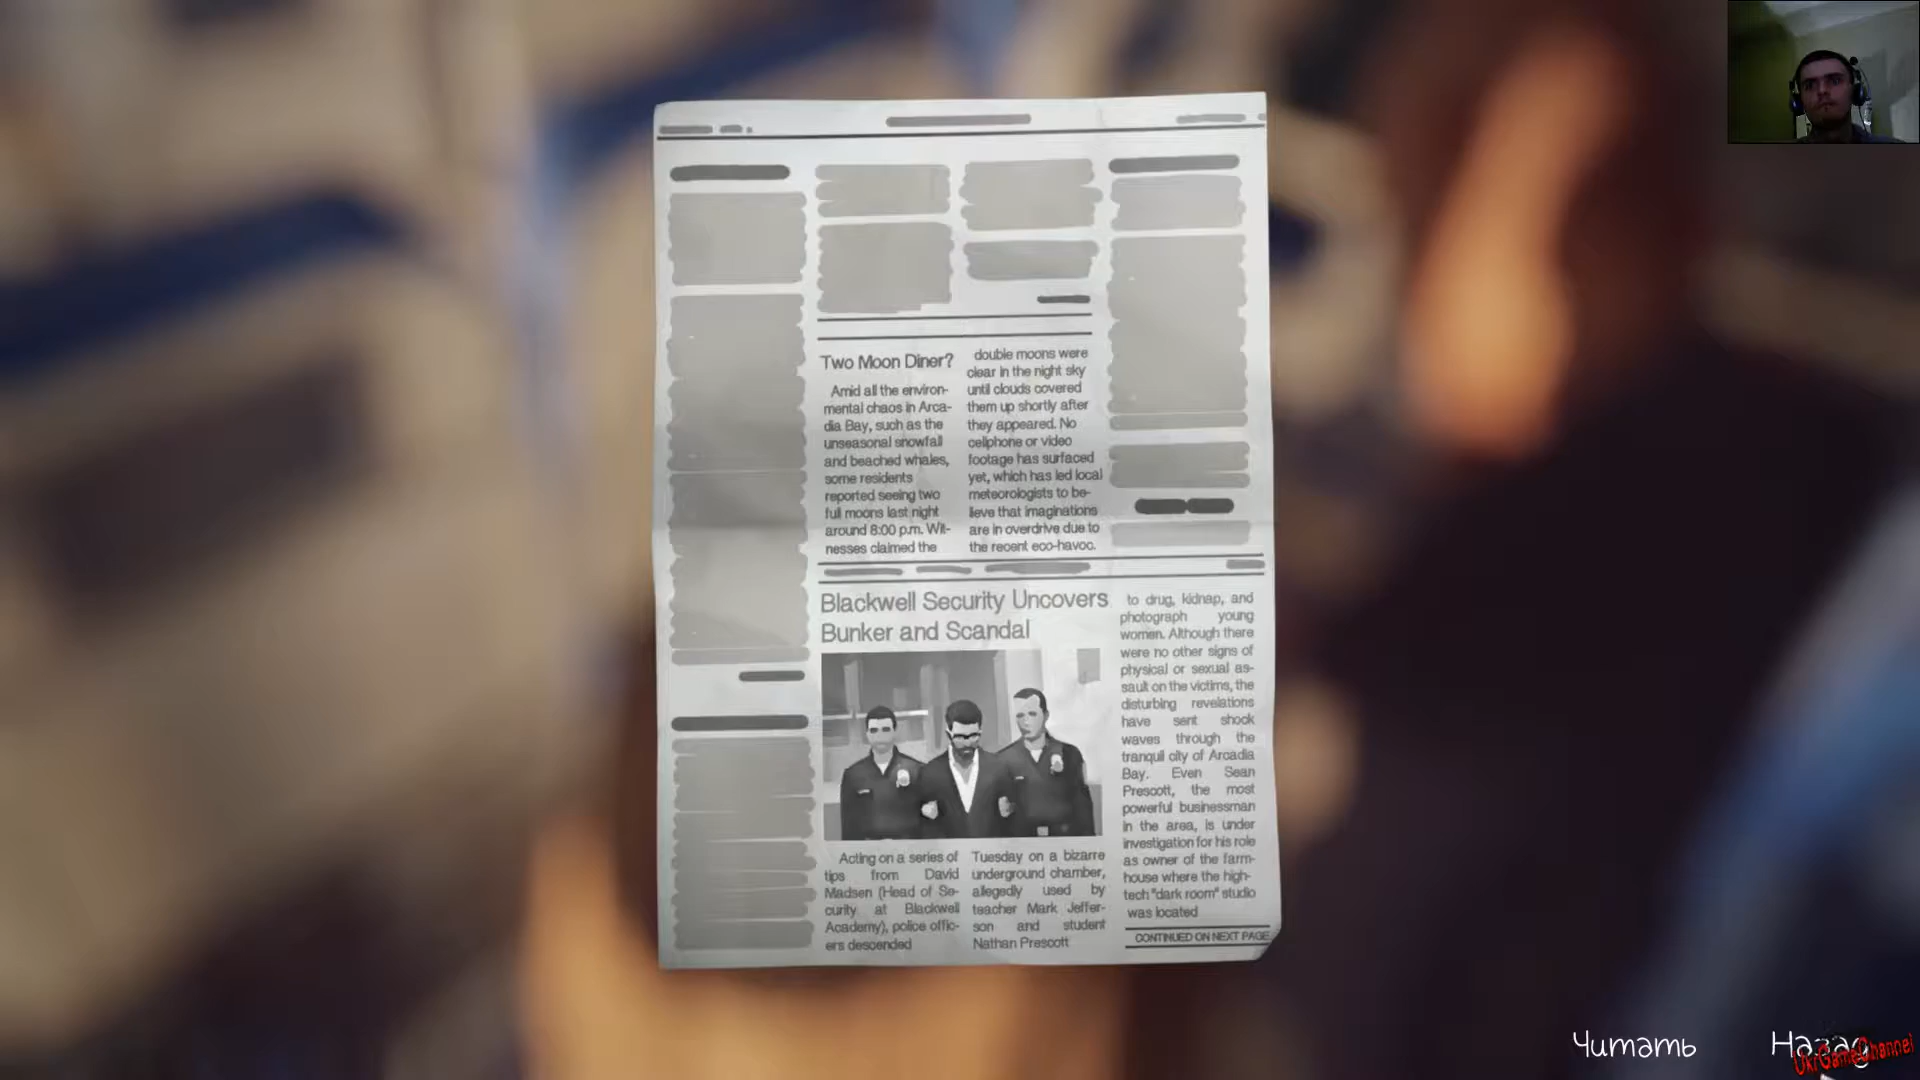 Two Moon Diner?
Amid all the environ-
mental chaos in Arca-
dia Bay, such as the
unseasonal snowfall
and beached whales,
some residents
reported seeing two
full moons last night
around 8:00 p.m. Wit-
nesses claimed the
double moons were
clear in the night sky
until clouds covered
them up shortly after
they appeared. No
cellphone or video
footage has surfaced
yet, which has led local
meteorologists to be-
lieve that imaginations
are in overdrive due to
the recent eco-havoc.
Blackwell Security Uncovers
Bunker and Scandal
Acting on a series of
tips from David
Madsen (Head of Se-
curity at Blackwell
Academy), police offic-
ers descended
Tuesday on a bizarre
underground chamber,
allegedly used by
teacher Mark Jeffer-
son and student
Nathan Prescott
to drug, kidnap, and
photograph young
women. Although there
were no other signs of
physical or sexual as-
sault on the victims, the
disturbing revelations
have sent shock
waves through the
tranquil city of Arcadia
Bay. Even Sean
Prescott, the most
powerful businessman
in the area, is under
investigation for his role
as owner of the farm-
house where the high-
tech "dark room" studio
was located
CONTINUED ON NEXT PAGE
Читать
Назад
UkrGameChannel